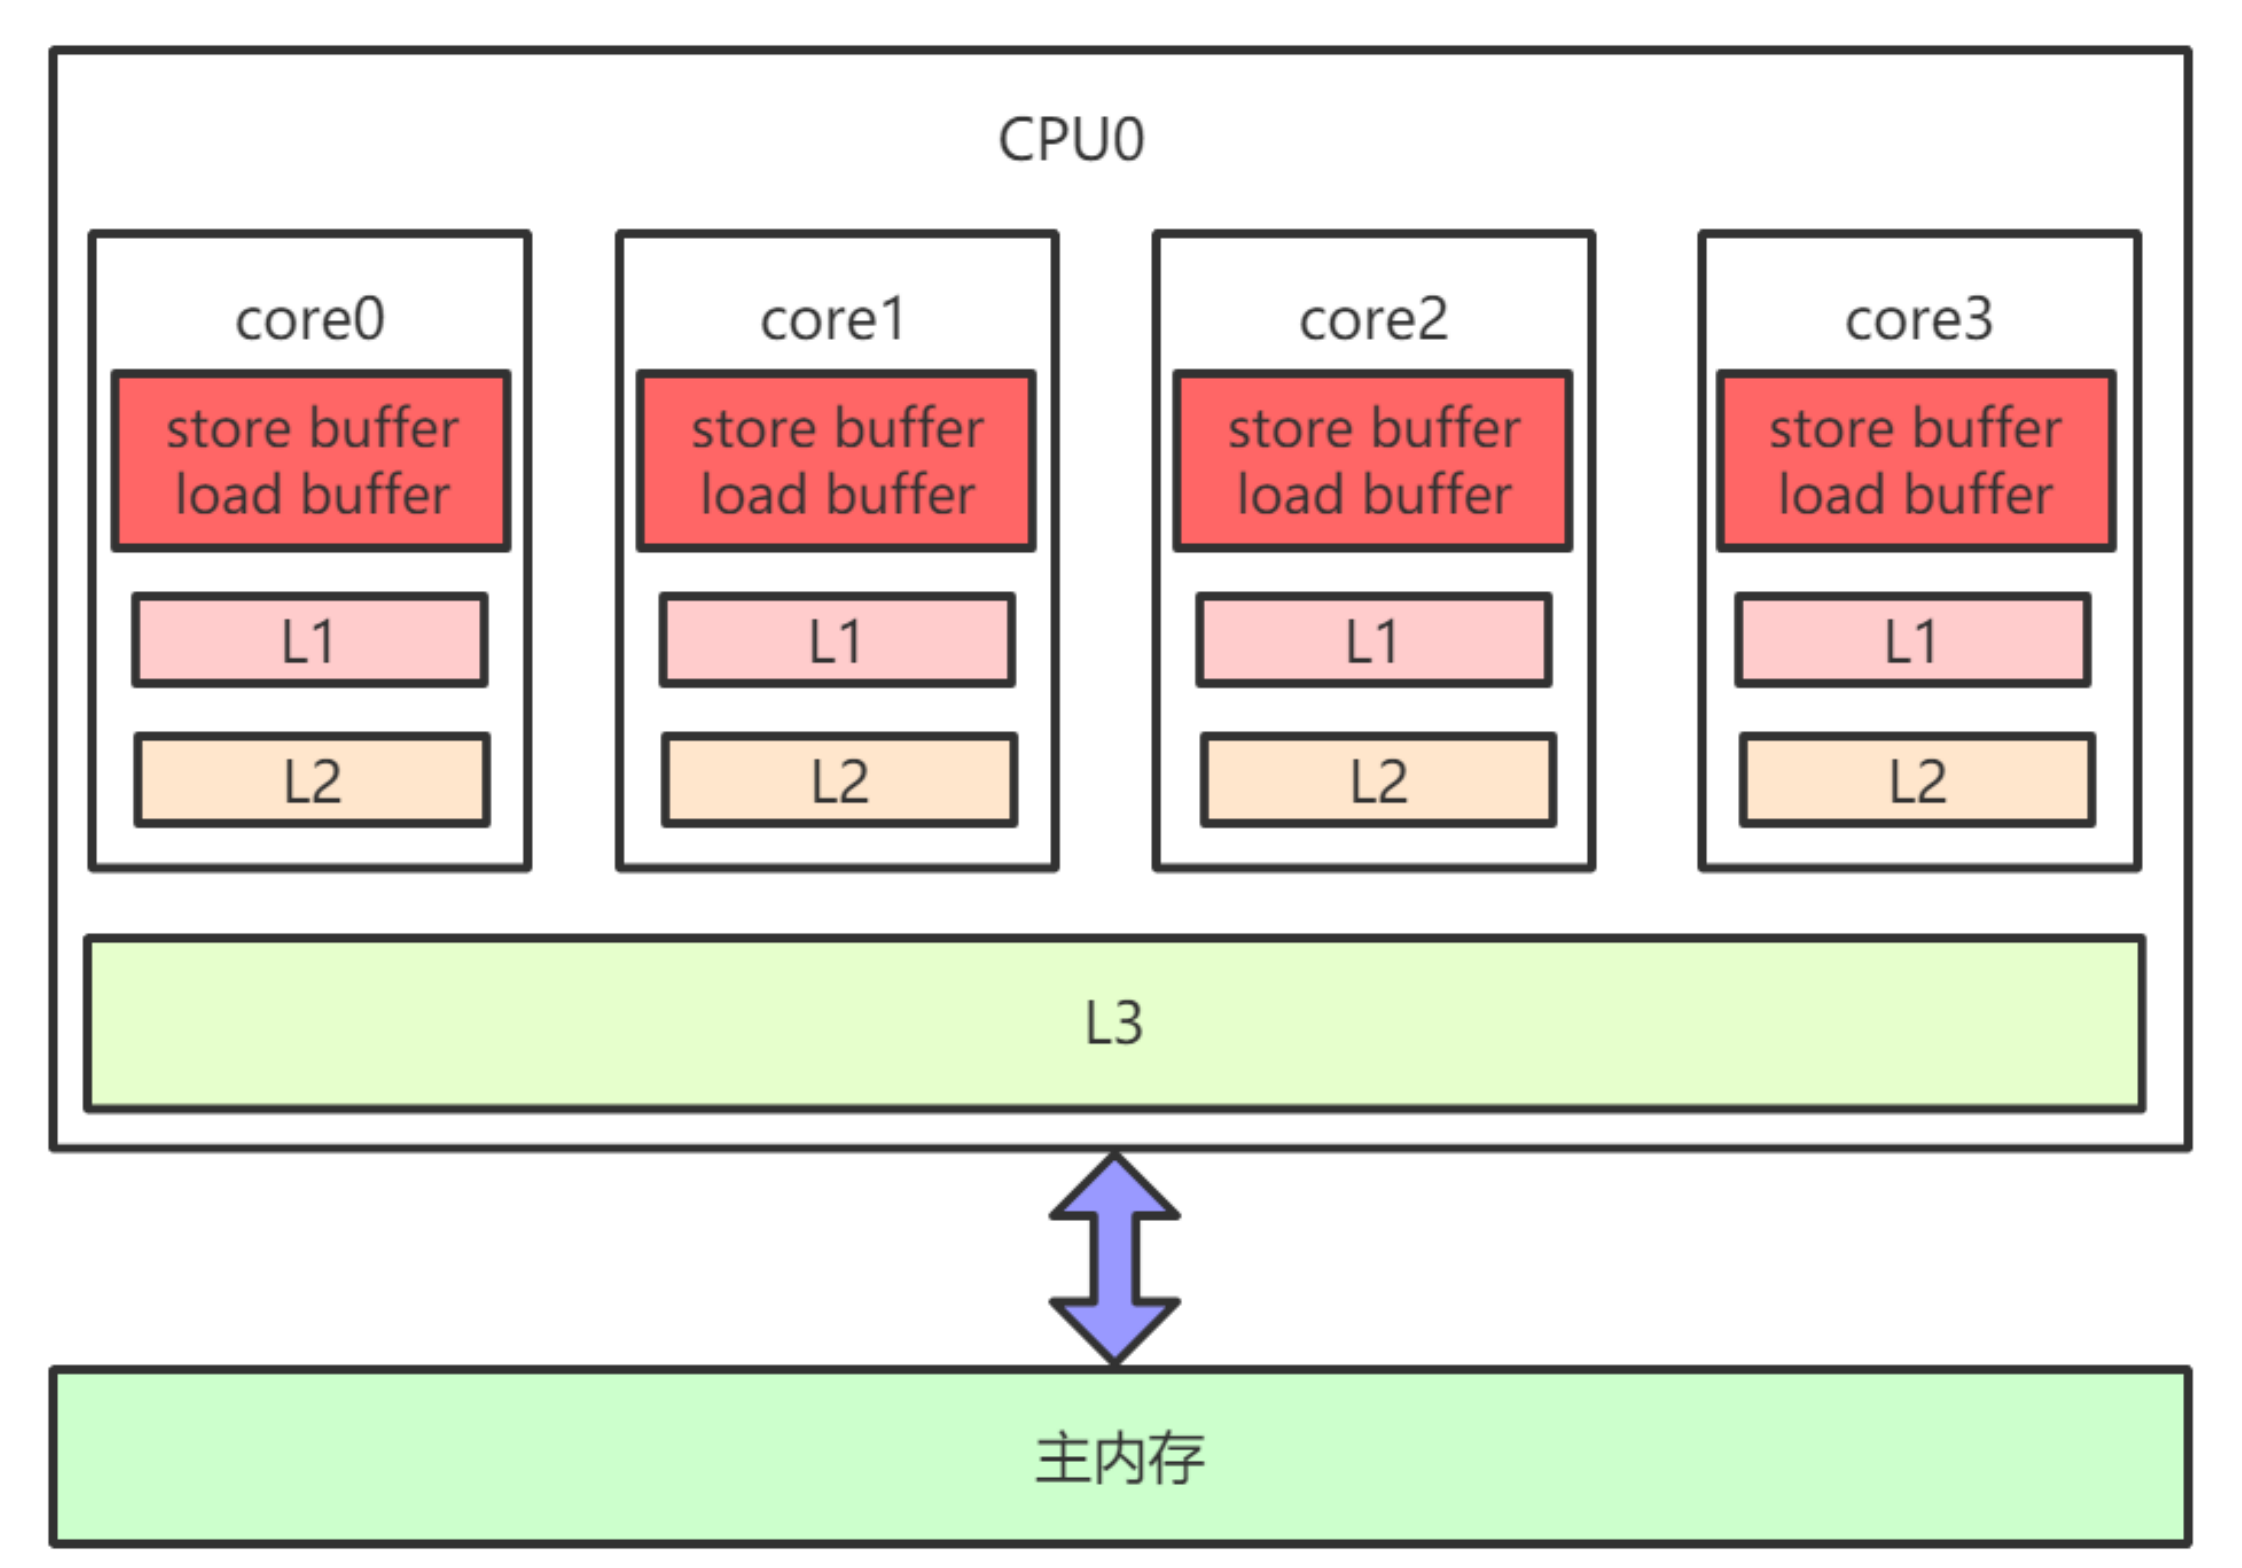 CPU0
core0
core1
core2
core3
store buffer
load buffer
store buffer
load buffer
store buffer
load buffer
store buffer
load buffer
L1
L1
L1
L1
L2
L2
L2
L2
L3
主内存